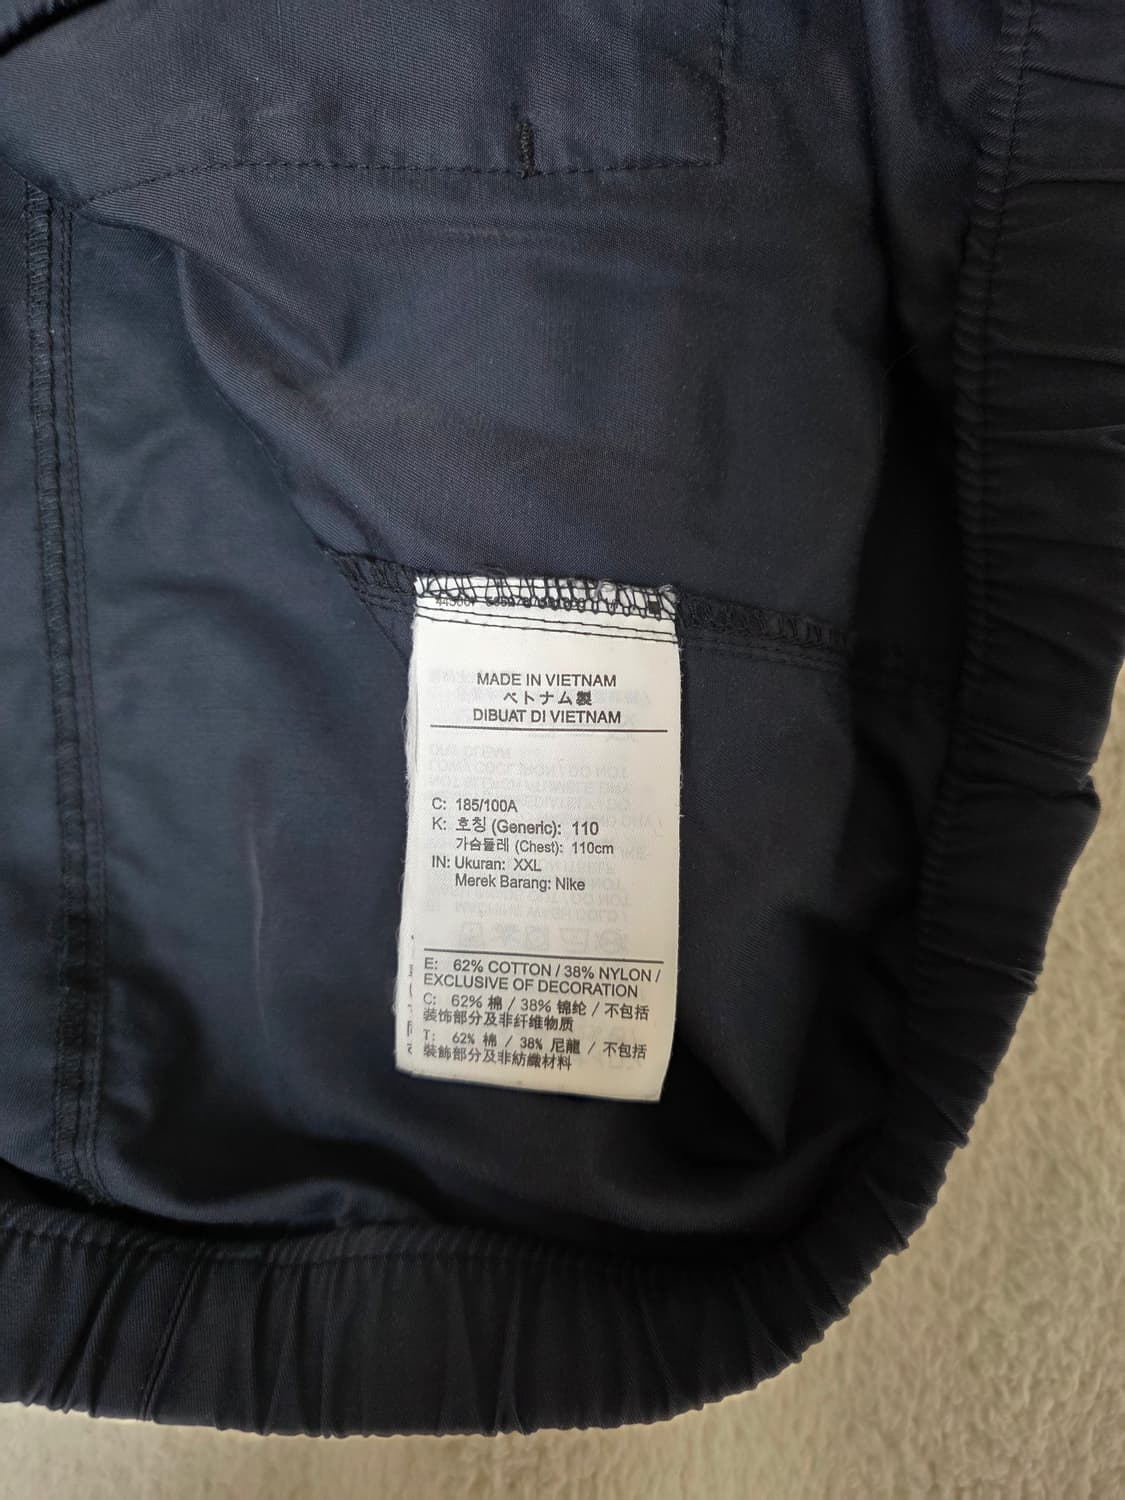 MADE IN VIETNAM
ベトナム製
DIBUAT DI VIETNAM
C: 185/100A
K: 호칭 (Generic): 110
가슴둘레 (Chest): 110cm
IN: Ukuran: XXL
Merek Barang: Nike
E: 62% COTTON / 38% NYLON /
EXCLUSIVE OF DECORATION
C: 62% 棉 / 38% 锦纶 / 不包括
装饰部分及非纤维物质
T: 62% 棉 / 38% 尼龍 / 不包括
裝飾部分及非紡織材料